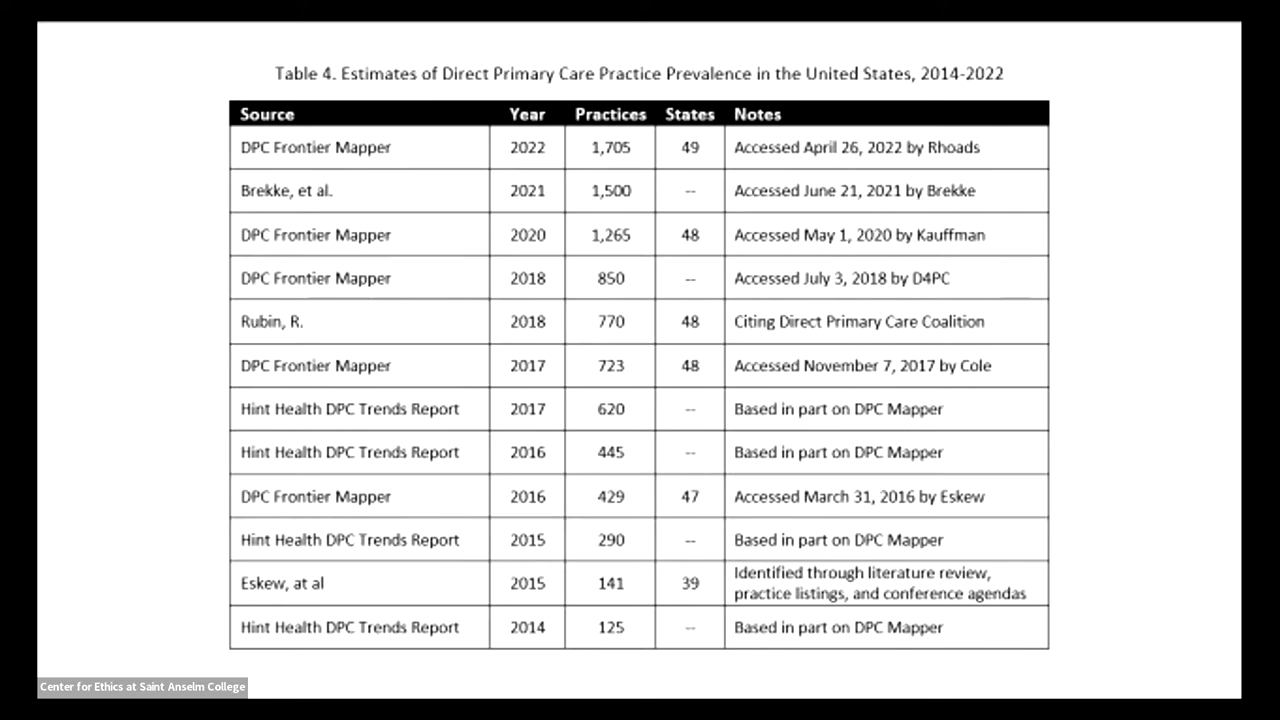 Table 4. Estimates of Direct Primary Care Practice Prevalence in the United States, 2014-2022
Source Year Practices States Notes
DPC Frontier Mapper 2022 1,705 49 Accessed April 26, 2022 by Rhoads
Brekke, et al. 2021 1,500 -- Accessed June 21, 2021 by Brekke
DPC Frontier Mapper 2020 1,265 48 Accessed May 1, 2020 by Kauffman
DPC Frontier Mapper 2018 850 -- Accessed July 3, 2018 by D4PC
Rubin, R. 2018 770 48 Citing Direct Primary Care Coalition
DPC Frontier Mapper 2017 723 48 Accessed November 7, 2017 by Cole
Hint Health DPC Trends Report 2017 620 -- Based in part on DPC Mapper
Hint Health DPC Trends Report 2016 445 -- Based in part on DPC Mapper
DPC Frontier Mapper 2016 429 47 Accessed March 31, 2016 by Eskew
Hint Health DPC Trends Report 2015 290 -- Based in part on DPC Mapper
Eskew, at al 2015 141 39 Identified through literature review,
practice listings, and conference agendas
Hint Health DPC Trends Report 2014 125 -- Based in part on DPC Mapper
Center for Ethics at Saint Anselm College